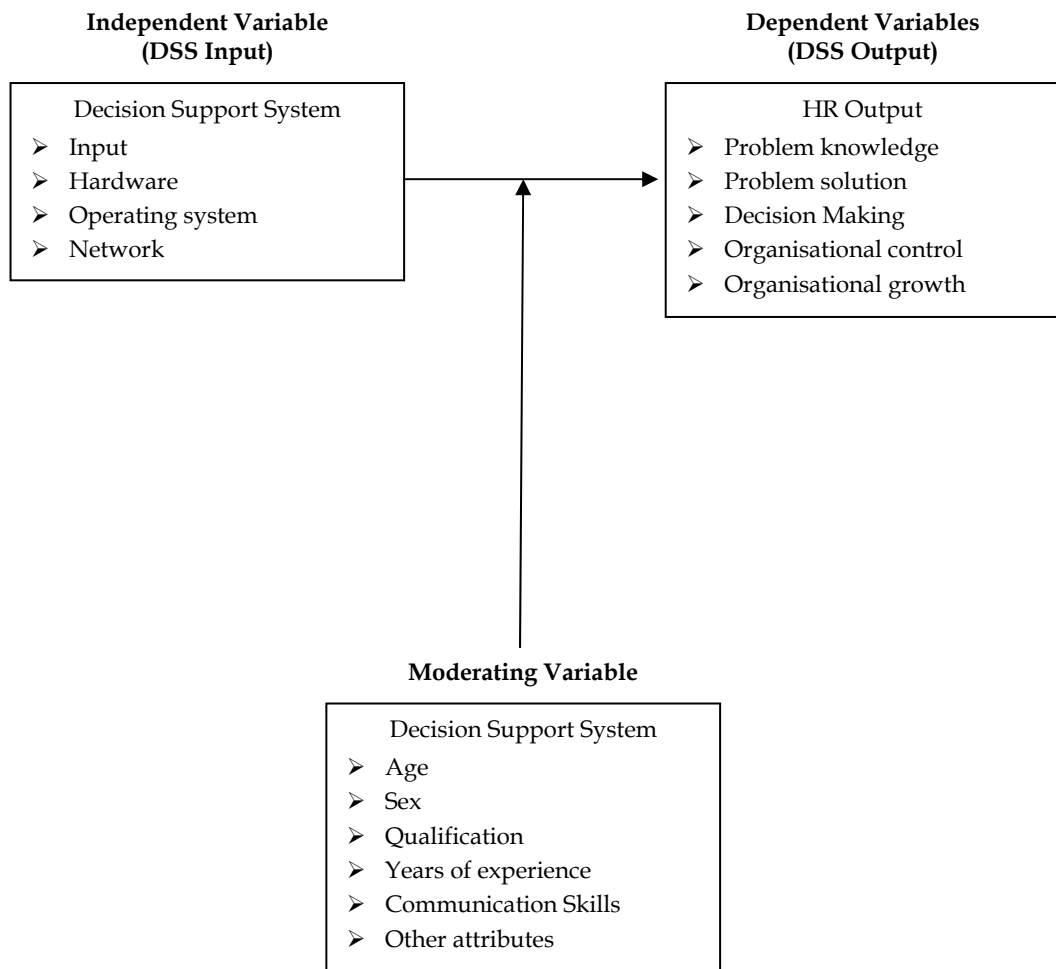 Independent Variable
(DSS Input)
Decision Support System
➢ Input
➢ Hardware
➢ Operating system
➢ Network
Dependent Variables
(DSS Output)
HR Output
➢ Problem knowledge
➢ Problem solution
➢ Decision Making
➢ Organisational control
➢ Organisational growth
Moderating Variable
Decision Support System
➢ Age
➢ Sex
➢ Qualification
➢ Years of experience
➢ Communication Skills
➢ Other attributes